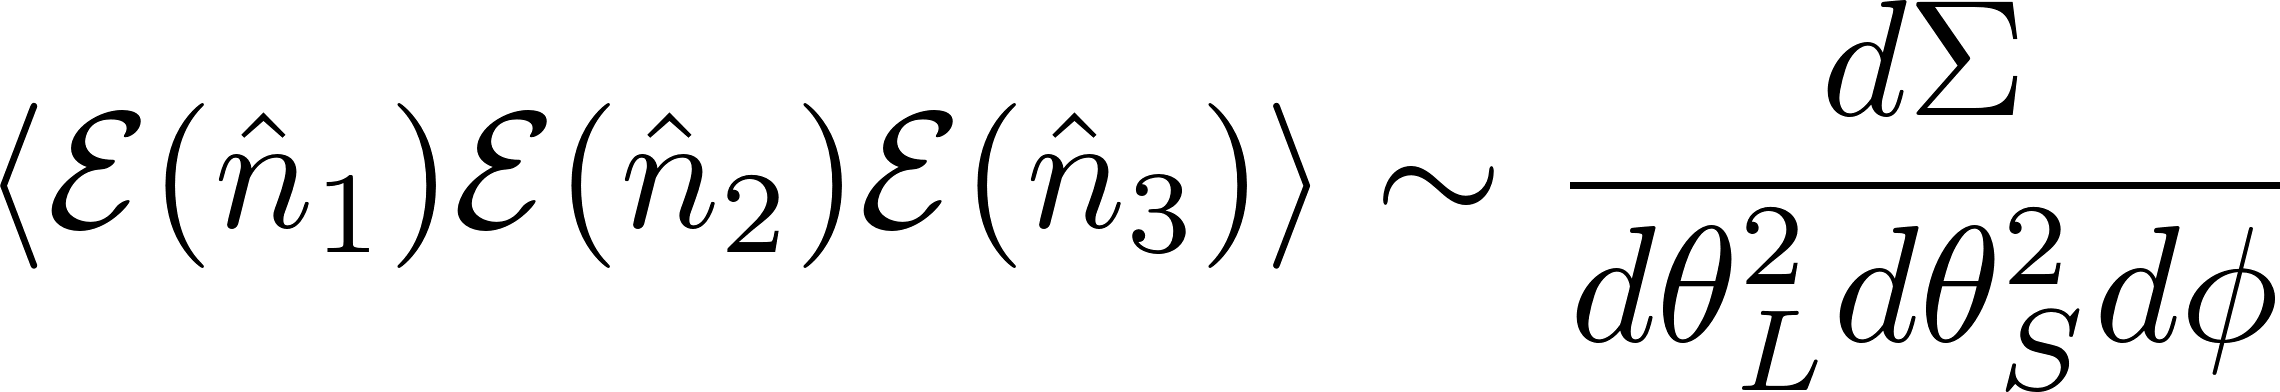 ⟨ℰ(n̂₁)ℰ(n̂₂)ℰ(n̂₃)⟩ ∼ dΣ / dθ_L² dθ_S² dϕ